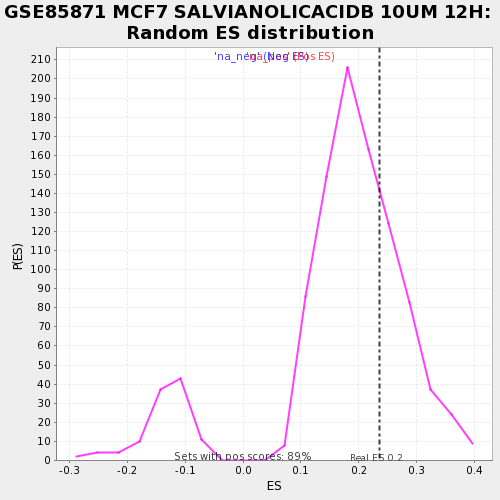 GSE85871 MCF7 SALVIANOLICACIDB 10UM 12H:
Random ES distribution
'na_neg' (Neg ES)
(Pos ES)
210
200
190
180
170
160
150
140
130
120
110
100
90
80
70
60
50
40
30
20
10
0
P(ES)
Sets with pos scores: 89%
Real ES 0.2
-0.3 -0.2 -0.1 0.0 0.1 0.2 0.3 0.4
ES